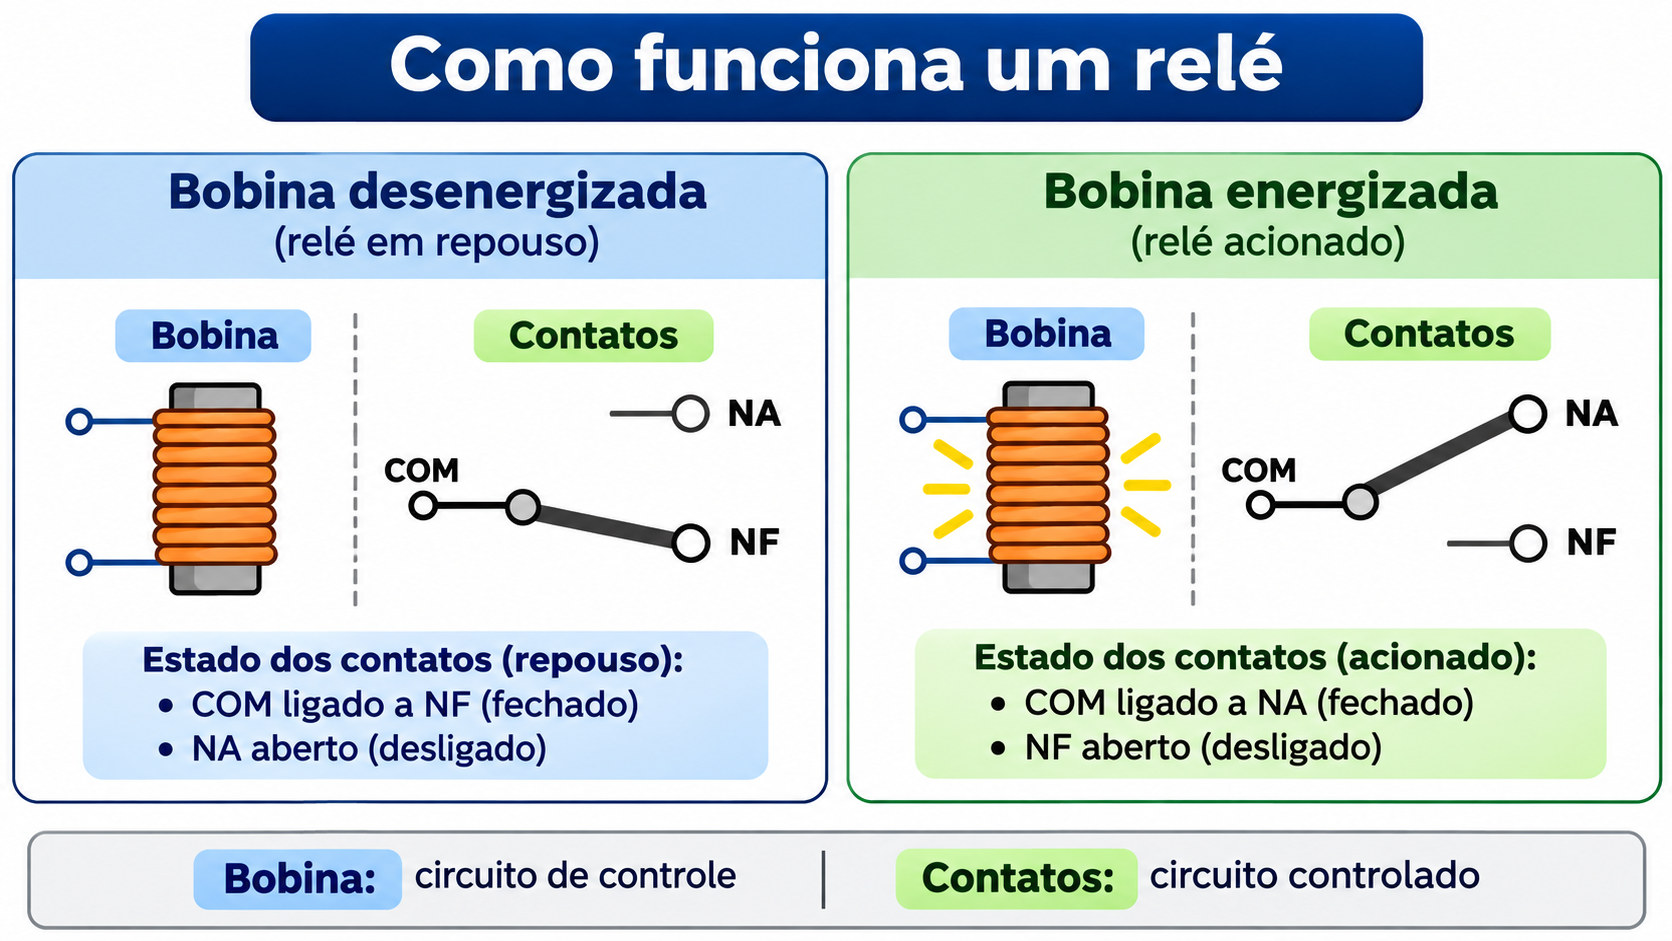 Como funciona um relé
Bobina desenergizada
(relé em repouso)
Bobina
Contatos
NA
COM
NF
Estado dos contatos (repouso):
• COM ligado a NF (fechado)
• NA aberto (desligado)
Bobina energizada
(relé acionado)
Bobina
Contatos
NA
COM
NF
Estado dos contatos (acionado):
• COM ligado a NA (fechado)
• NF aberto (desligado)
Bobina: circuito de controle
Contatos: circuito controlado